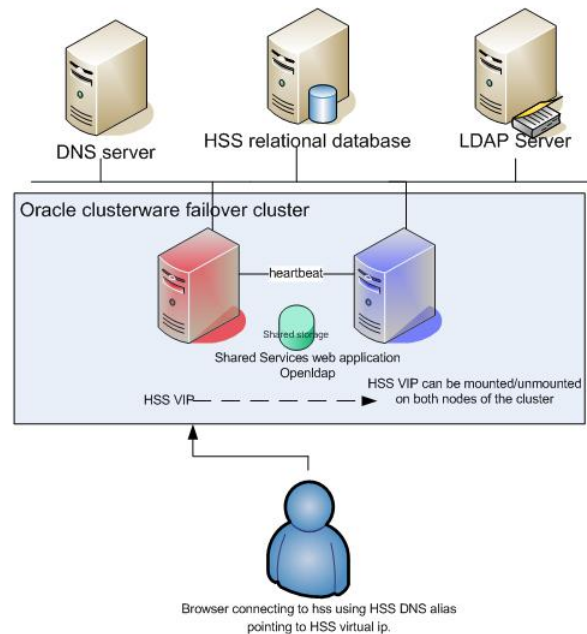 DNS server
HSS relational database
LDAP Server
Oracle clusterware failover cluster
heartbeat
Shared storage
Shared Services web application
Openldap
HSS VIP
HSS VIP can be mounted/unmounted
on both nodes of the cluster
Browser connecting to hss using HSS DNS alias
pointing to HSS virtual ip.